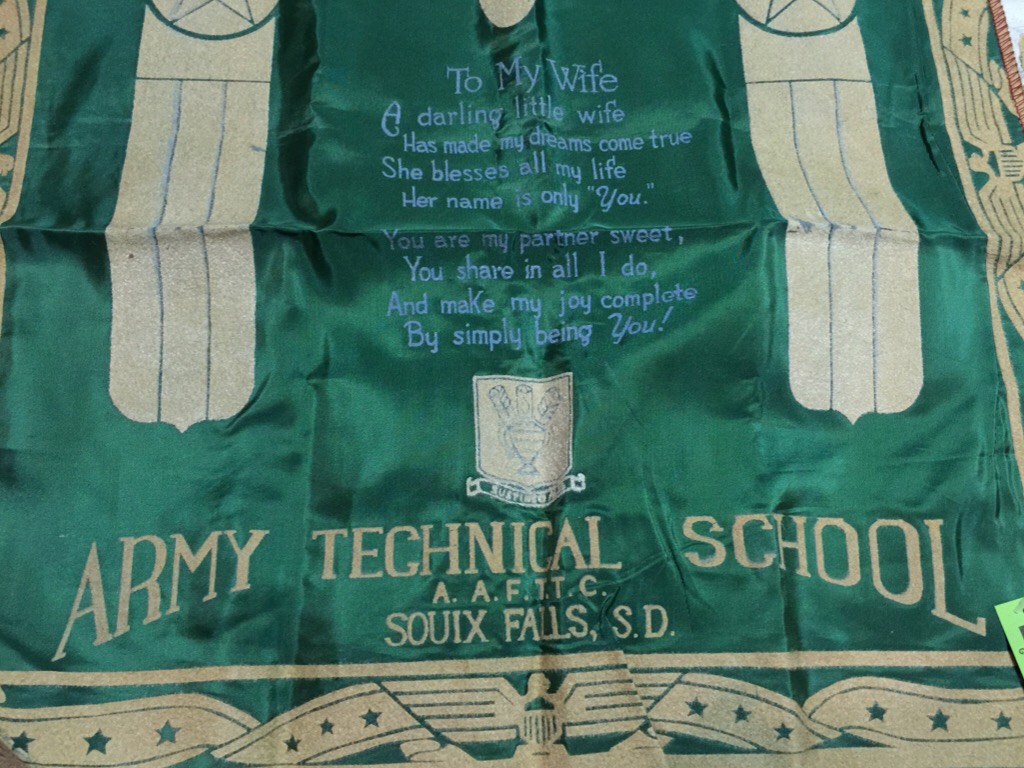 To My Wife
A darling little wife
Has made my dreams come true
She blesses all my life
Her name is only "You."
You are my partner sweet,
You share in all I do,
And make my joy complete
By simply being You!
ARMY TECHNICAL SCHOOL
A. A. F. T. T. C.
SOUIX FALLS, S.D.